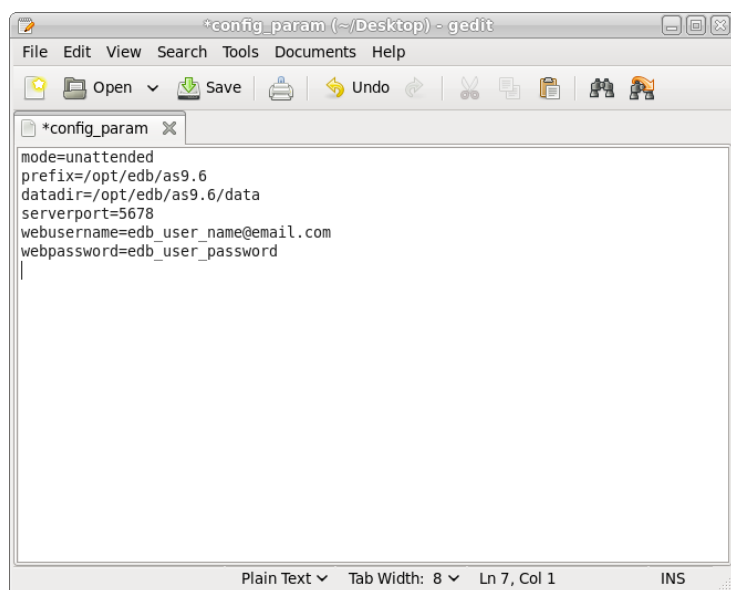 *config_param (~/Desktop) - gedit
File Edit View Search Tools Documents Help
Open Save Undo
*config_param
mode=unattended
prefix=/opt/edb/as9.6
datadir=/opt/edb/as9.6/data
serverport=5678
webusername=edb_user_name@email.com
webpassword=edb_user_password
Plain Text Tab Width: 8 Ln 7, Col 1 INS